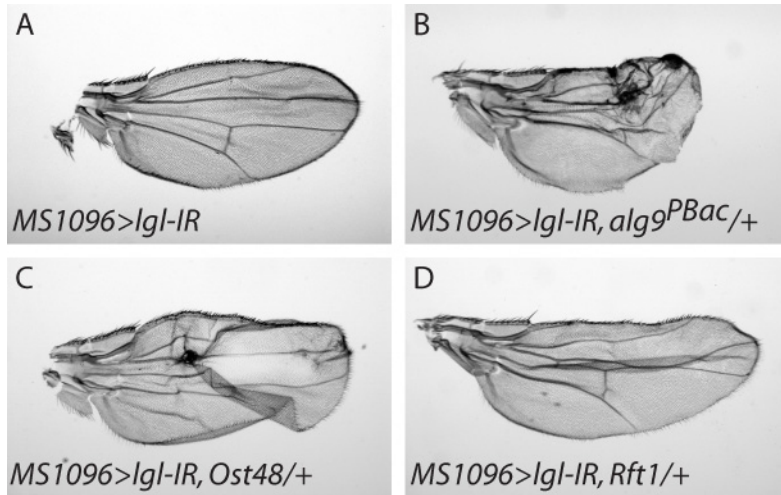 A
MS1096>lgl-IR
B
MS1096>lgl-IR, alg9PBac/+
C
MS1096>lgl-IR, Ost48/+
D
MS1096>lgl-IR, Rft1/+